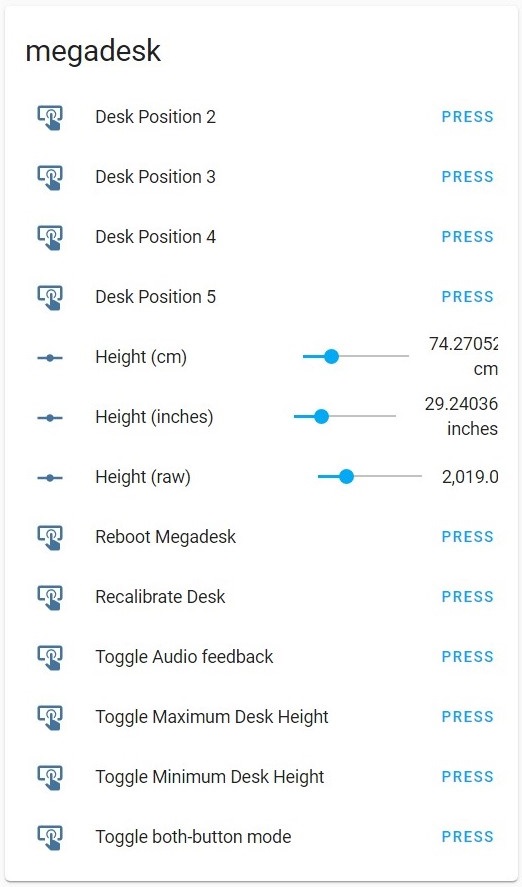 megadesk
Desk Position 2 PRESS
Desk Position 3 PRESS
Desk Position 4 PRESS
Desk Position 5 PRESS
Height (cm) 74.27052
cm
Height (inches) 29.24036
inches
Height (raw) 2,019.0
Reboot Megadesk PRESS
Recalibrate Desk PRESS
Toggle Audio feedback PRESS
Toggle Maximum Desk Height PRESS
Toggle Minimum Desk Height PRESS
Toggle both-button mode PRESS